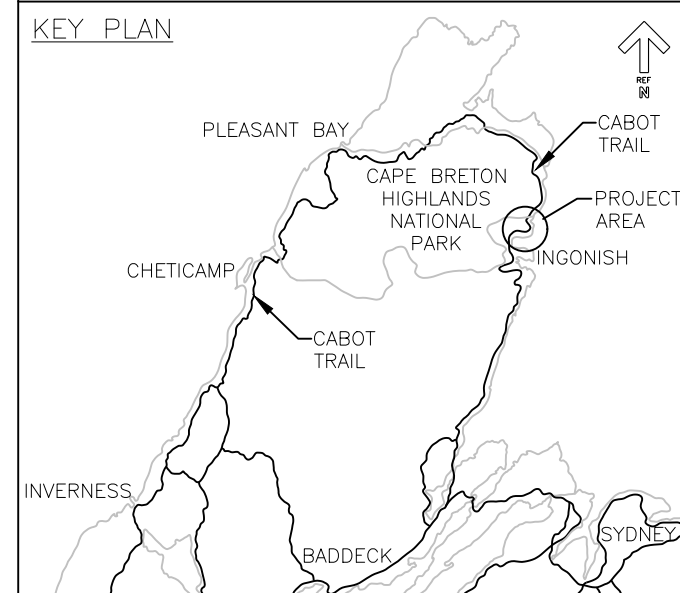 KEY PLAN
REF
N
PLEASANT BAY
CABOT
TRAIL
CAPE BRETON
HIGHLANDS
NATIONAL
PARK
PROJECT
AREA
INGONISH
CHETICAMP
CABOT
TRAIL
INVERNESS
SYDNEY
BADDECK